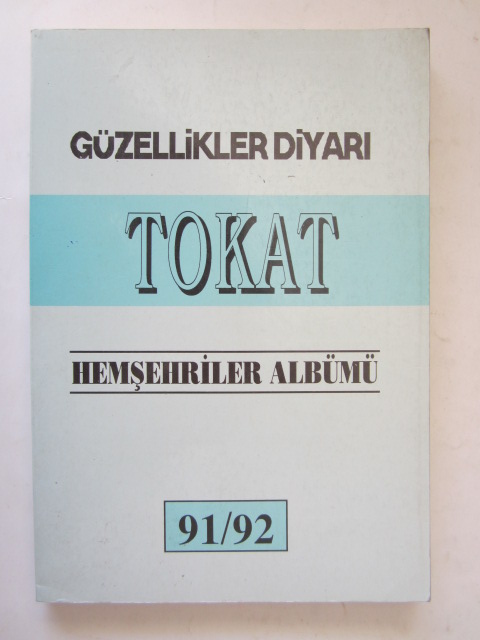 GÜZELLİKLER DİYARI
TOKAT
HEMŞEHRİLER ALBÜMÜ
91/92